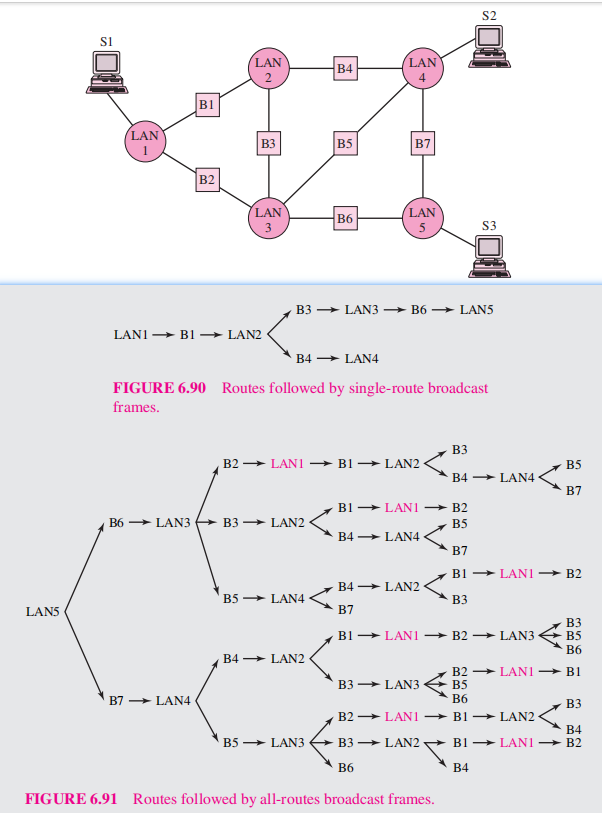 S2
S1
LAN
2
B4
LAN
4
B1
LAN
1
B3
B5
B7
B2
LAN
3
B6
LAN
5
S3
B3 → LAN3 → B6 → LAN5
LAN1 → B1 → LAN2
B4 → LAN4
FIGURE 6.90 Routes followed by single-route broadcast
frames.
B3
B2 → LAN1 → B1 → LAN2
B5
B4 → LAN4
B7
B1 → LAN1 → B2
B6 → LAN3 → B3 → LAN2
B5
B4 → LAN4
B7
B1 → LAN1 → B2
B4 → LAN2
B5 → LAN4
B3
B7
LAN5
B3
B1 → LAN1 → B2 → LAN3
B5
B6
B4 → LAN2
B2 → LAN1 → B1
B3 → LAN3
B5
B6
B7 → LAN4
B3
B2 → LAN1 → B1 → LAN2
B4
B5 → LAN3 → B3 → LAN2 → B1 → LAN1 → B2
B6
B4
FIGURE 6.91 Routes followed by all-routes broadcast frames.